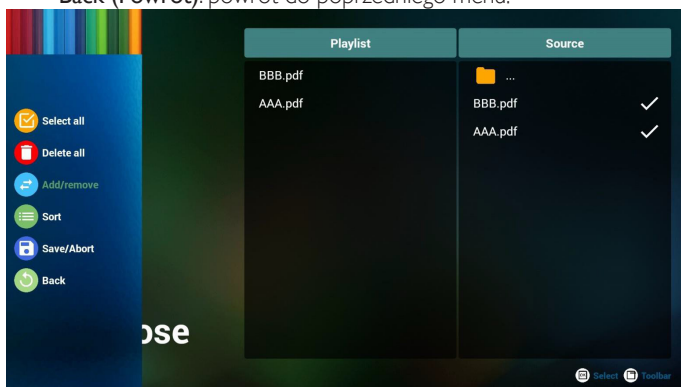 Back (Powrót): powrót do poprzedniego menu.
Playlist
Source
BBB.pdf
AAA.pdf
...
BBB.pdf
AAA.pdf
Select all
Delete all
Add/remove
Sort
Save/Abort
Back
ose
Select
Toolbar